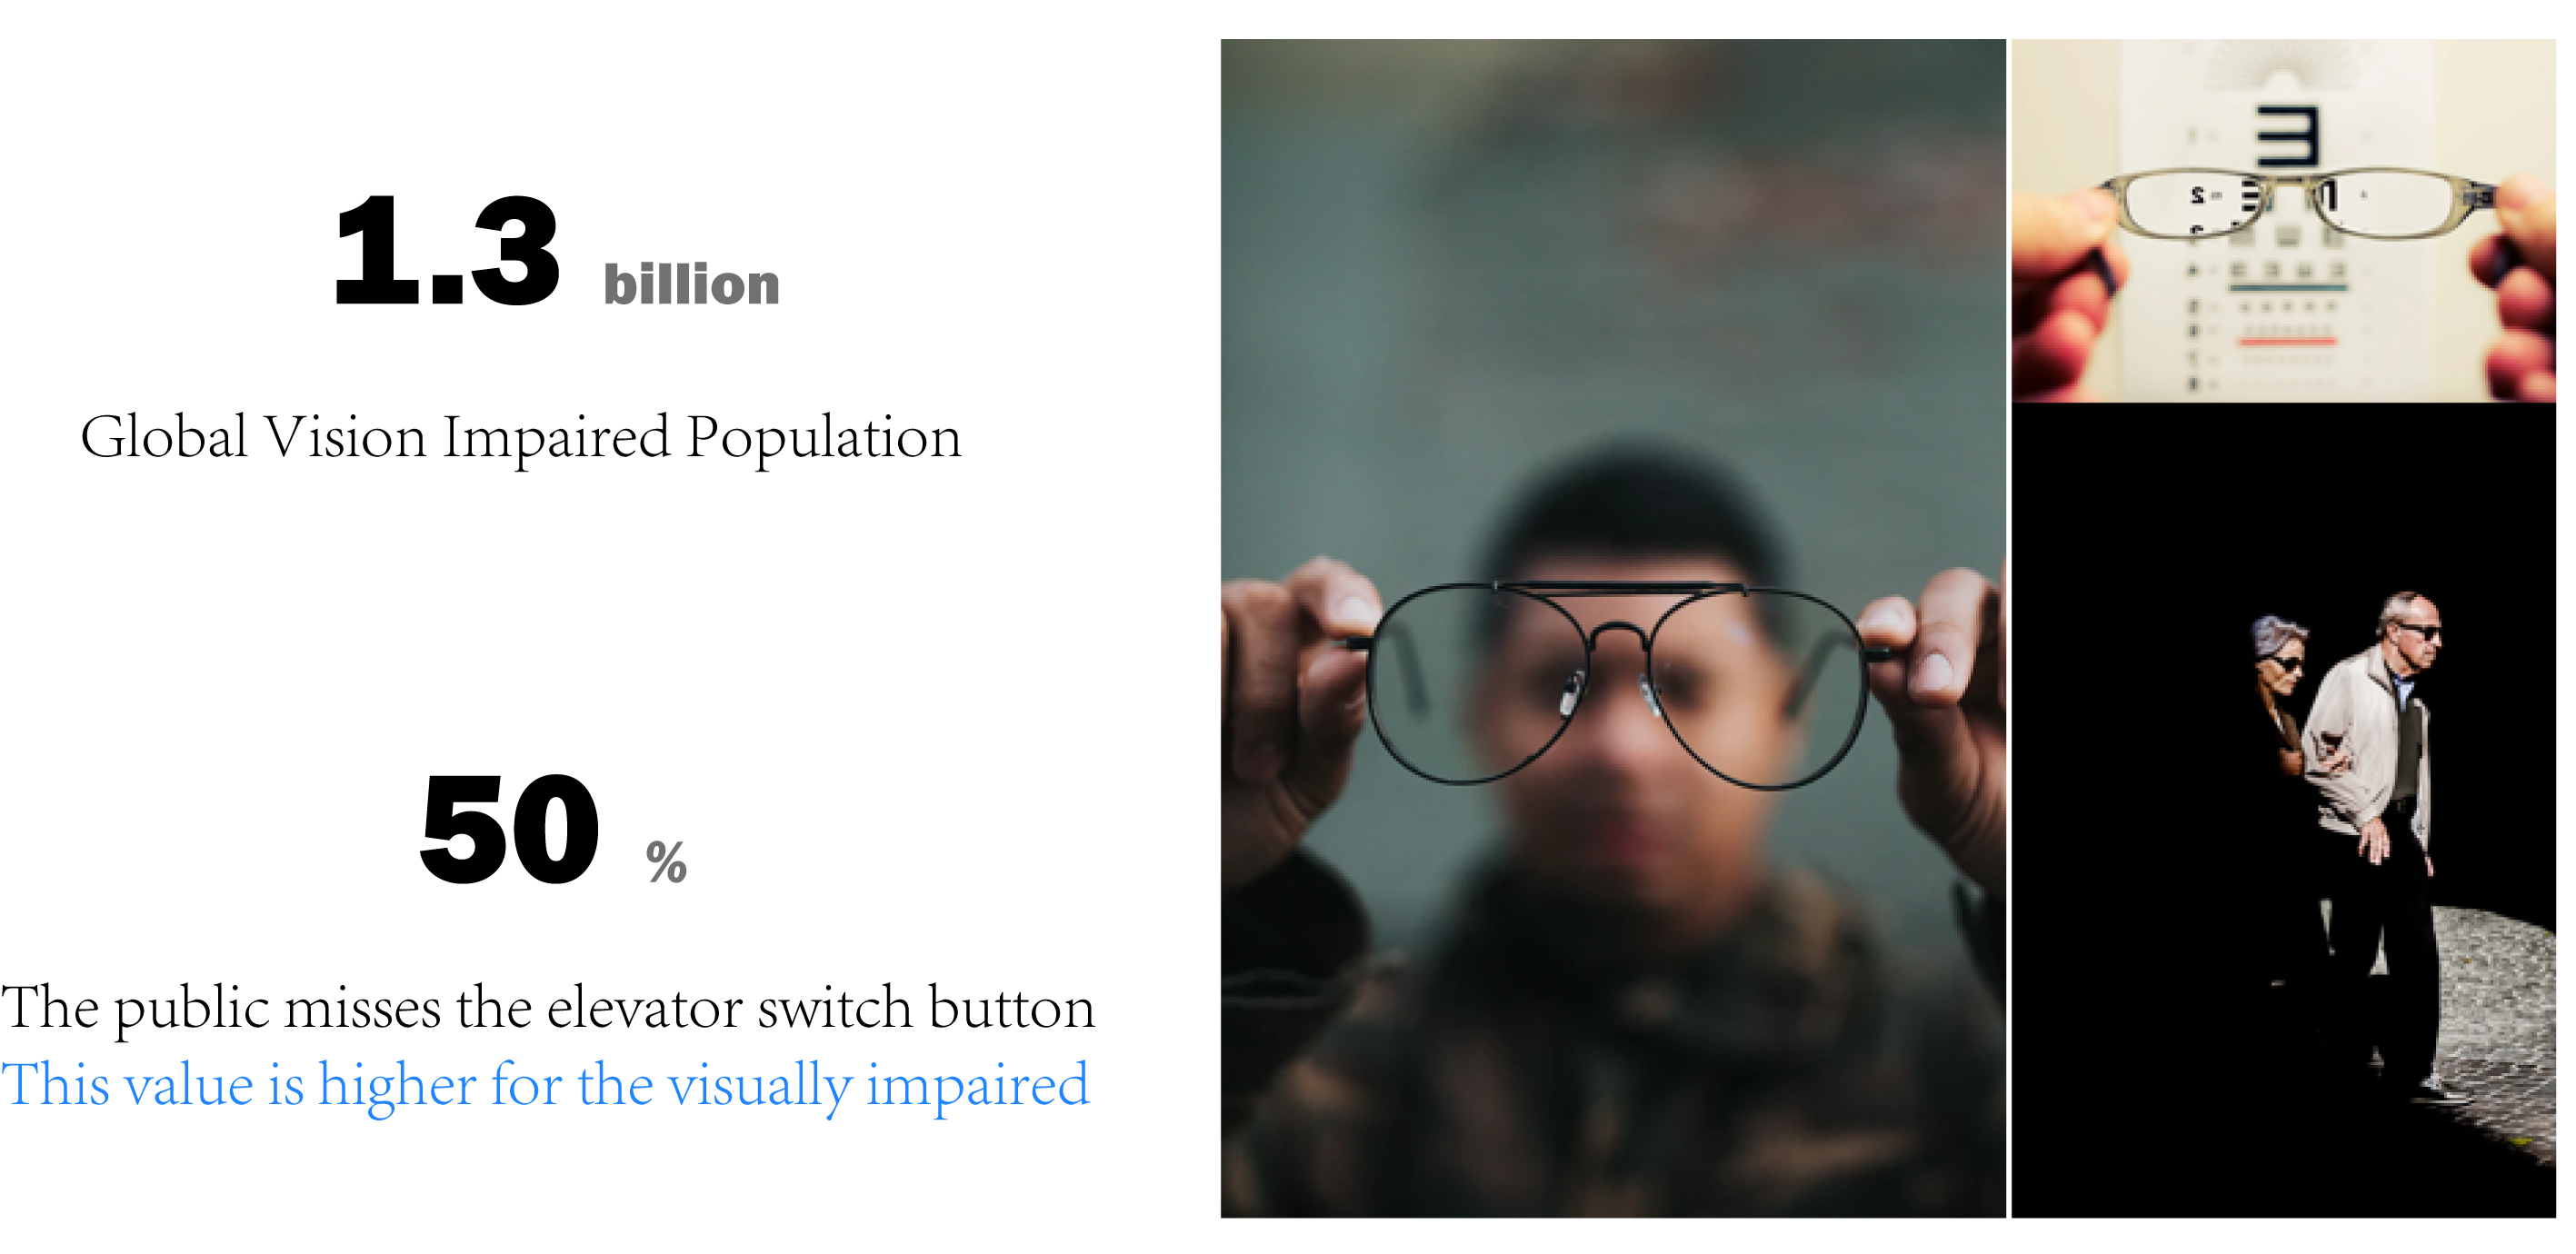 1.3 billion
Global Vision Impaired Population
50 %
The public misses the elevator switch button
This value is higher for the visually impaired